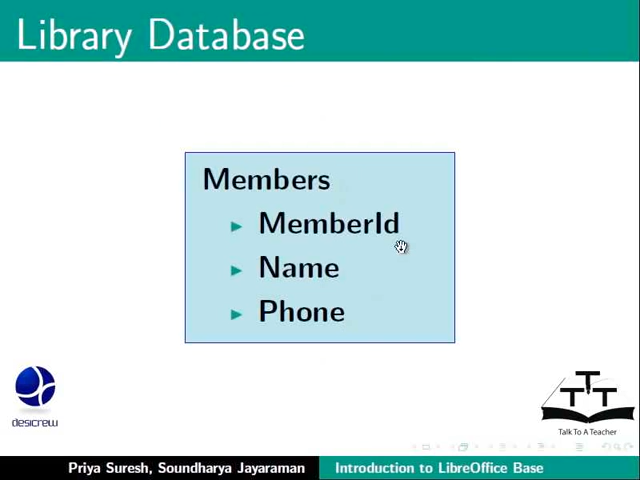 Library Database
Members
MemberId
Name
Phone
desicrew
T
T T
Talk To A Teacher
Priya Suresh, Soundharya Jayaraman
Introduction to LibreOffice Base